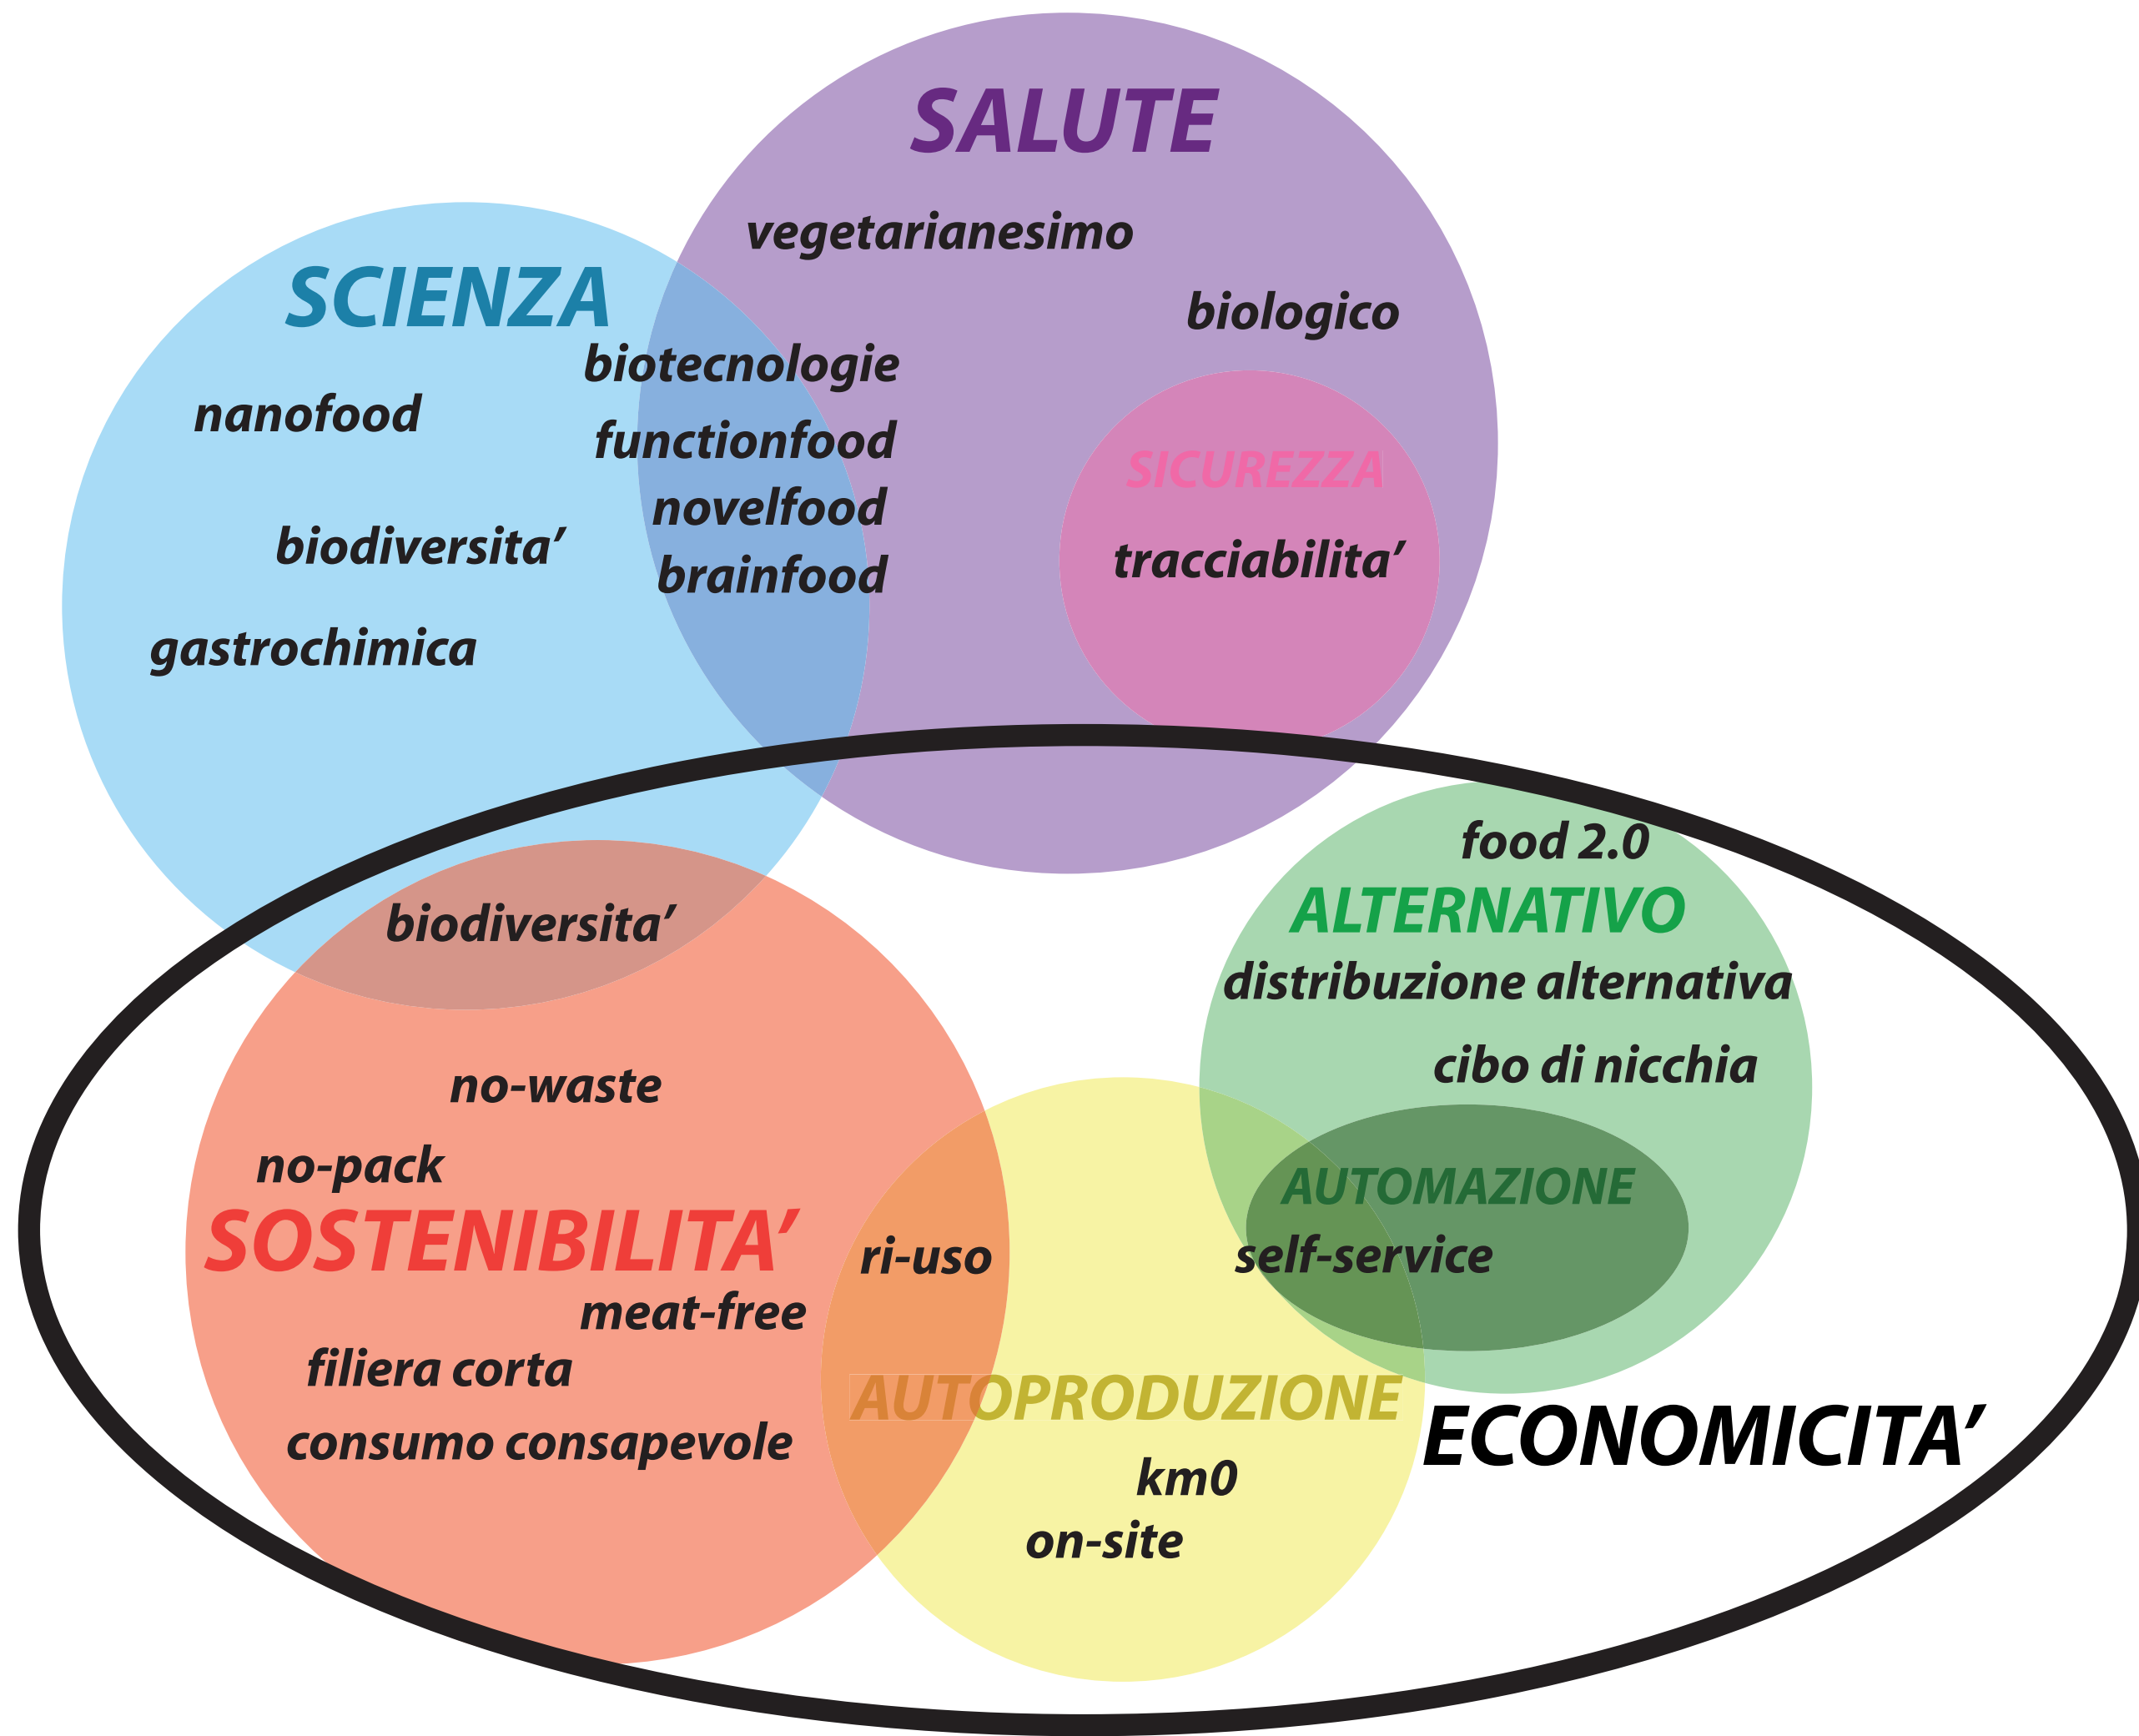 SALUTE
vegetarianesimo
biologico
SCIENZA
biotecnologie
nanofood
functionfood
SICUREZZA
novelfood
biodiversita’
tracciabilita’
brainfood
gastrochimica
food 2.0
ALTERNATIVO
biodiversita’
distribuzione alternativa
cibo di nicchia
no-waste
no-pack
AUTOMAZIONE
SOSTENIBILITA’
ri-uso
self-service
meat-free
filiera corta
AUTOPRODUZIONE
ECONOMICITA’
consumo consapevole
km0
on-site